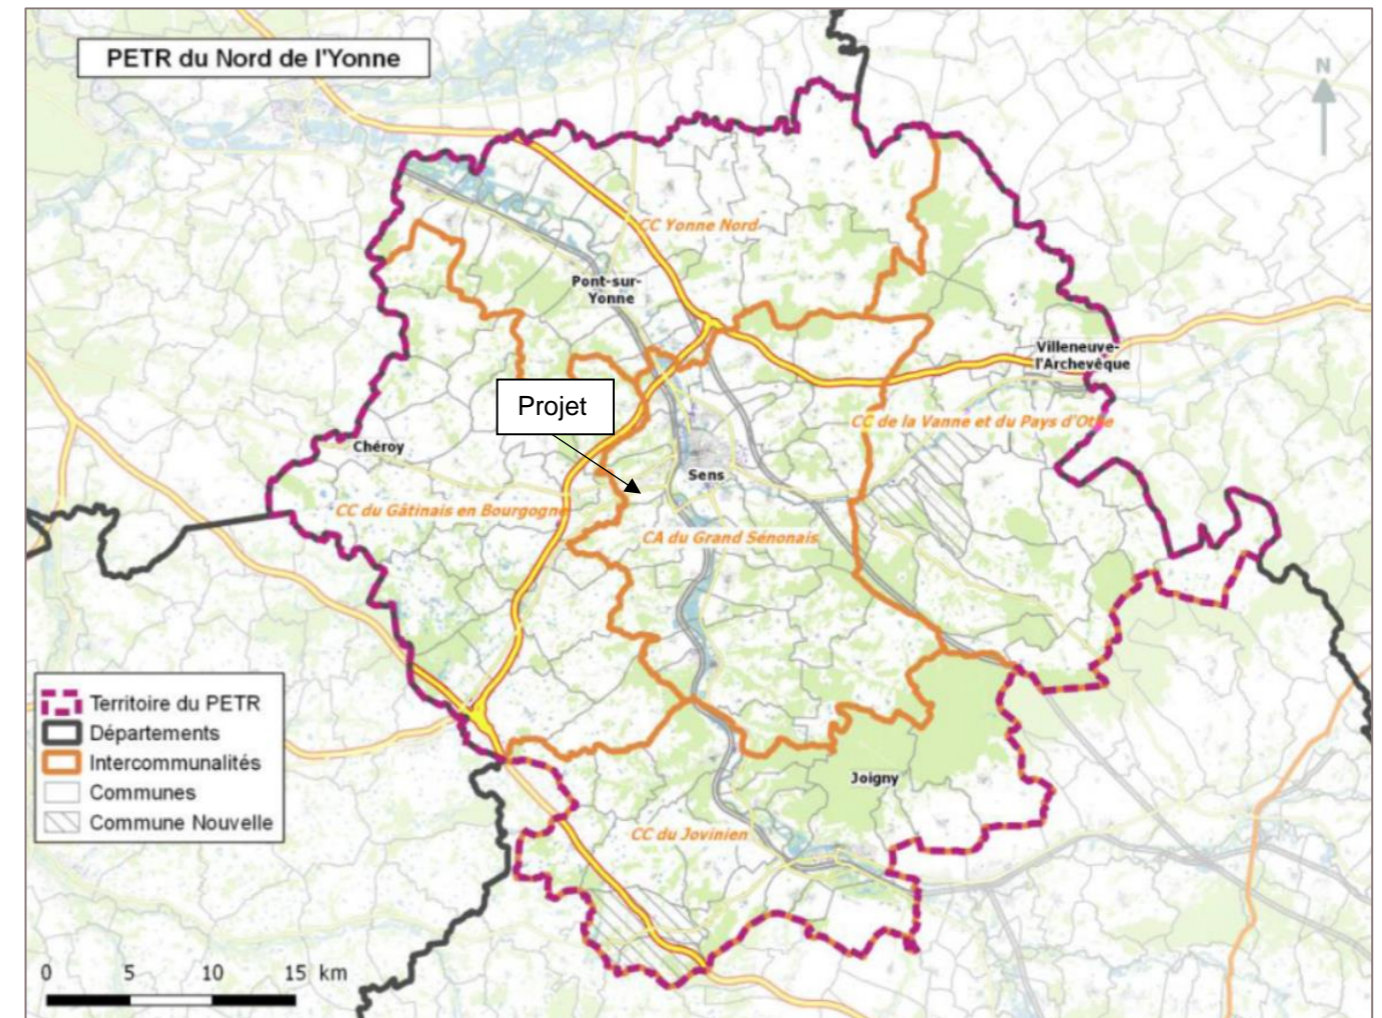 PETR du Nord de l'Yonne
N
CC Yonne Nord
Pont-sur-
Yonne
Villeneuve-
l'Archevêque
Projet
CC de la Vanne et du Pays d'Othe
Chéroy
Sens
CC du Gâtinais en Bourgogne
CA du Grand Sénonais
Territoire du PETR
Départements
Intercommunalités
Communes
Commune Nouvelle
Joigny
CC du Jovinien
0 5 10 15 km